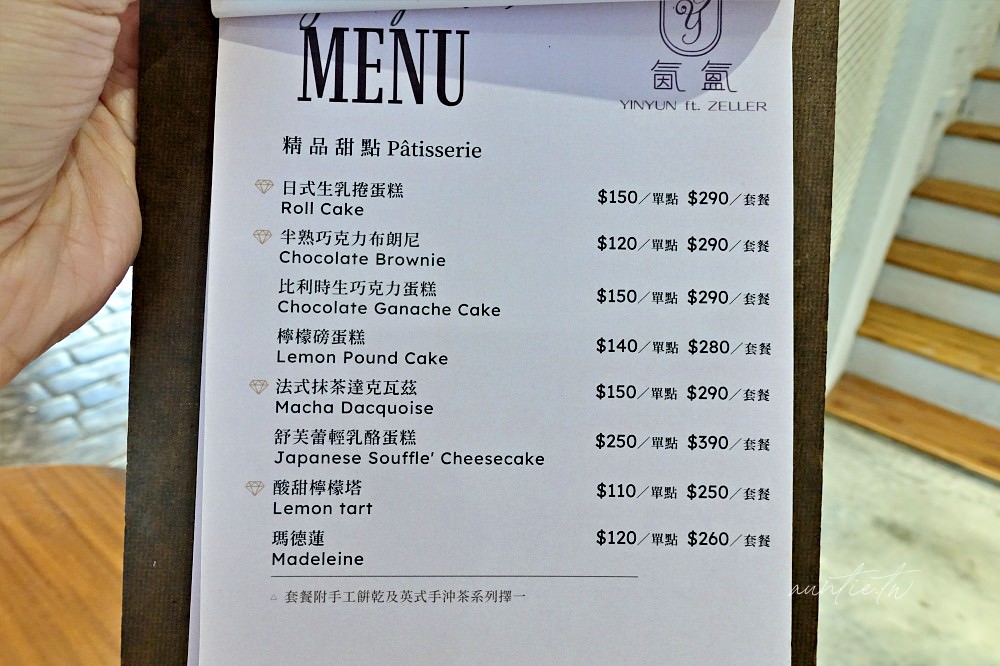 MENU
氤氳
YINYUN ft. ZELLER
精品甜點 Pâtisserie
日式生乳捲蛋糕
Roll Cake
$150／單點 $290／套餐
半熟巧克力布朗尼
Chocolate Brownie
$120／單點 $290／套餐
比利時生巧克力蛋糕
Chocolate Ganache Cake
$150／單點 $290／套餐
檸檬磅蛋糕
Lemon Pound Cake
$140／單點 $280／套餐
法式抹茶達克瓦茲
Macha Dacquoise
$150／單點 $290／套餐
舒芙蕾輕乳酪蛋糕
Japanese Souffle' Cheesecake
$250／單點 $390／套餐
酸甜檸檬塔
Lemon tart
$110／單點 $250／套餐
瑪德蓮
Madeleine
$120／單點 $260／套餐
△ 套餐附手工餅乾及英式手沖茶系列擇一
auntie.tw